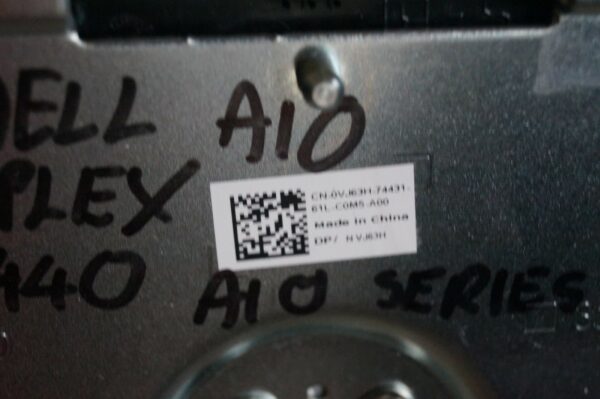 DELL AIO
PLEX
CN-0VJ63H-74431-
61L-C0M5-A00
Made in China
DP/ N VJ63H
440 AIO SERIES